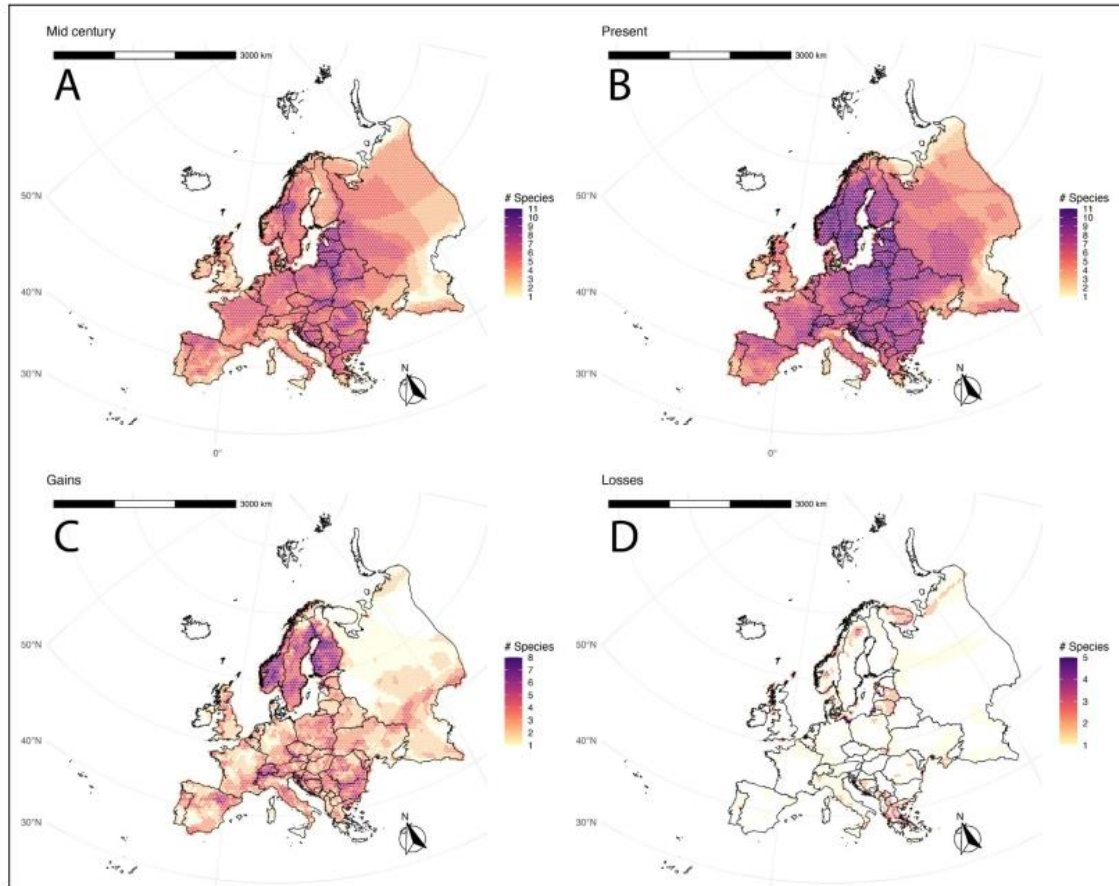 Mid century
3000 km
A
50°N
40°N
30°N
0°
# Species
11
10
9
8
7
6
5
4
3
2
1
N
Present
3000 km
B
50°N
40°N
30°N
0°
# Species
11
10
9
8
7
6
5
4
3
2
1
N
Gains
3000 km
C
50°N
40°N
30°N
# Species
8
7
6
5
4
3
2
1
N
Losses
3000 km
D
50°N
40°N
30°N
# Species
5
4
3
2
1
N